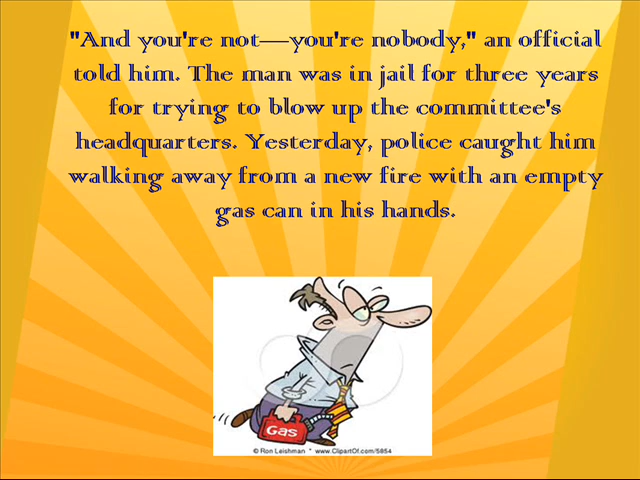 "And you're not—you're nobody," an official
told him. The man was in jail for three years
for trying to blow up the committee's
headquarters. Yesterday, police caught him
walking away from a new fire with an empty
gas can in his hands.
Gas
© Ron Leishman * www.ClipartOf.com/5954